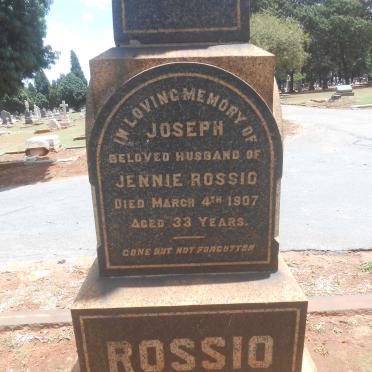 IN LOVING MEMORY OF
JOSEPH
BELOVED HUSBAND OF
JENNIE ROSSIO
DIED MARCH 4TH 1907
AGED 33 YEARS.
GONE BUT NOT FORGOTTEN
ROSSIO